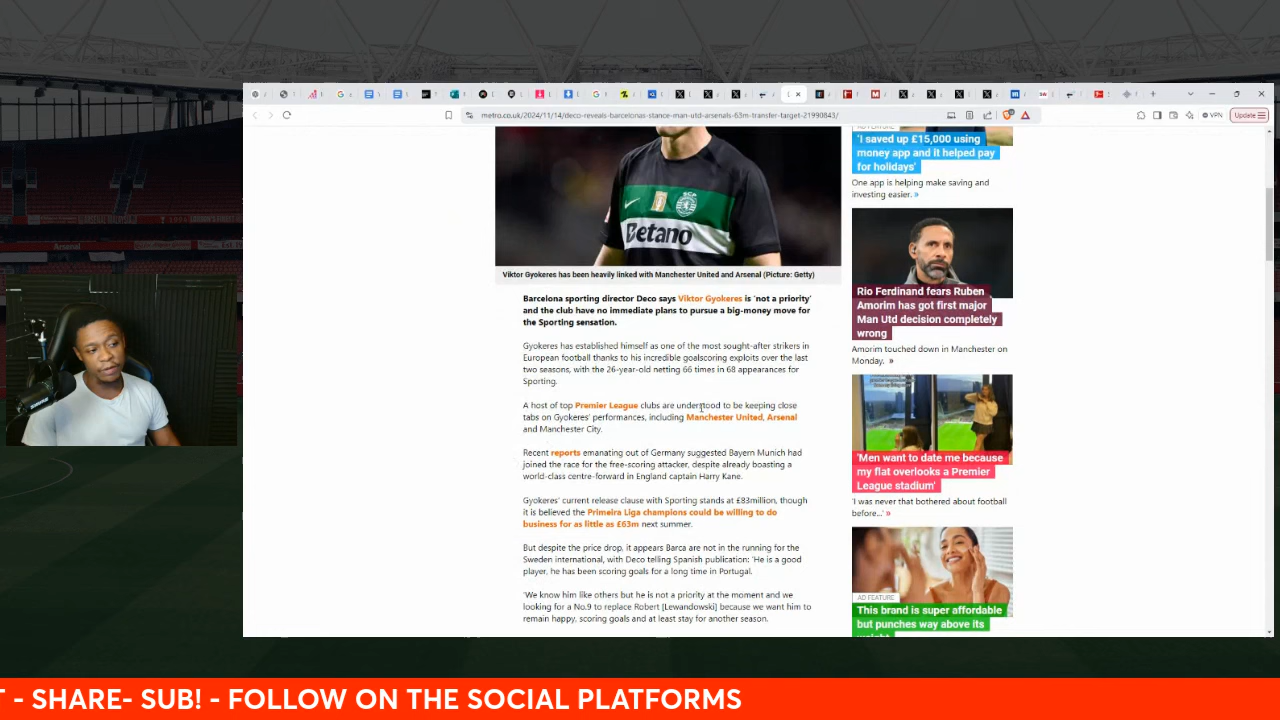 metro.co.uk/2024/11/14/deco-reveals-barcelonas-stance-man-utd-arsenals-63m-transfer-target-21990843/
VPN
Update
Betano
Viktor Gyokeres has been heavily linked with Manchester United and Arsenal (Picture: Getty)
Barcelona sporting director Deco says Viktor Gyokeres is 'not a priority'
and the club have no immediate plans to pursue a big-money move for
the Sporting sensation.
Gyokeres has established himself as one of the most sought-after strikers in
European football thanks to his incredible goalscoring exploits over the last
two seasons, with the 26-year-old netting 66 times in 68 appearances for
Sporting.
A host of top Premier League clubs are understood to be keeping close
tabs on Gyokeres' performances, including Manchester United, Arsenal
and Manchester City.
Recent reports emanating out of Germany suggested Bayern Munich had
joined the race for the free-scoring attacker, despite already boasting a
world-class centre-forward in England captain Harry Kane.
Gyokeres' current release clause with Sporting stands at £83million, though
it is believed the Primeira Liga champions could be willing to do
business for as little as £63m next summer.
But despite the price drop, it appears Barca are not in the running for the
Sweden international, with Deco telling Spanish publication: 'He is a good
player, he has been scoring goals for a long time in Portugal.
'We know him like others but he is not a priority at the moment and we
looking for a No.9 to replace Robert [Lewandowski] because we want him to
remain happy, scoring goals and at least stay for another season.
'I saved up £15,000 using
money app and it helped pay
for holidays'
One app is helping make saving and
investing easier. »
Rio Ferdinand fears Ruben
Amorim has got first major
Man Utd decision completely
wrong
Amorim touched down in Manchester on
Monday. »
'Men want to date me because
my flat overlooks a Premier
League stadium'
'I was never that bothered about football
before...' »
AD FEATURE
This brand is super affordable
but punches way above its
Arsenal
SHURE
- SHARE- SUB! - FOLLOW ON THE SOCIAL PLATFORMS